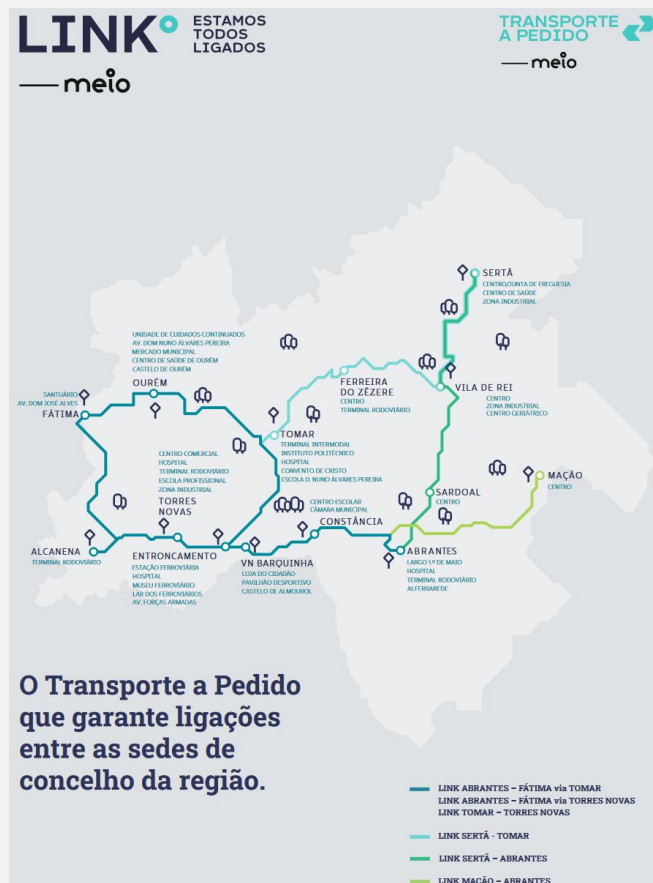 LINK
ESTAMOS
TODOS
LIGADOS
meio
TRANSPORTE
A PEDIDO
meio
SERTÃ
CENTRO/JUNTA DE FREGUESIA
CENTRO DE SAÚDE
ZONA INDUSTRIAL
UNIDADE DE CUIDADOS CONTINUADOS
AV. DOM NUNO ÁLVARES PEREIRA
MERCADO MUNICIPAL
CENTRO DE SAÚDE DE OURÉM
CASTELO DE OURÉM
OURÉM
SANTUÁRIO
AV. DOM JOSÉ ALVES
FÁTIMA
FERREIRA
DO ZÊZERE
CENTRO
TERMINAL RODOVIÁRIO
VILA DE REI
CENTRO
ZONA INDUSTRIAL
CENTRO GERIÁTRICO
TOMAR
TERMINAL INTERMODAL
INSTITUTO POLITÉCNICO
HOSPITAL
CONVENTO DE CRISTO
ESCOLA D. NUNO ÁLVARES PEREIRA
CENTRO COMERCIAL
HOSPITAL
TERMINAL RODOVIÁRIO
ESCOLA PROFISSIONAL
ZONA INDUSTRIAL
TORRES
NOVAS
MAÇÃO
CENTRO
SARDOAL
CENTRO
CENTRO ESCOLAR
CÂMARA MUNICIPAL
CONSTÂNCIA
ALCANENA
TERMINAL RODOVIÁRIO
ENTRONCAMENTO
ESTAÇÃO FERROVIÁRIA
HOSPITAL
MUSEU FERROVIÁRIO
LAR DOS FERROVIÁRIOS
AV. FORÇAS ARMADAS
VN BARQUINHA
LOJA DO CIDADÃO
PAVILHÃO DESPORTIVO
CASTELO DE ALMOUROL
ABRANTES
LARGO 1.º DE MAIO
HOSPITAL
TERMINAL RODOVIÁRIO
ALFERRAREDE
O Transporte a Pedido
que garante ligações
entre as sedes de
concelho da região.
LINK ABRANTES – FÁTIMA via TOMAR
LINK ABRANTES – FÁTIMA via TORRES NOVAS
LINK TOMAR – TORRES NOVAS
LINK SERTÃ - TOMAR
LINK SERTÃ – ABRANTES
LINK MAÇÃO – ABRANTES